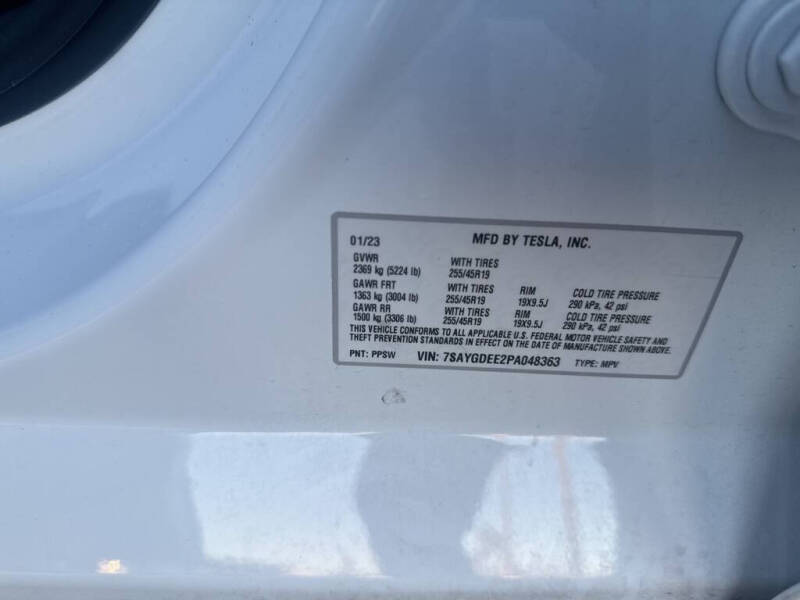 01/23 MFD BY TESLA, INC.
GVWR WITH TIRES
2369 kg (5224 lb) 255/45R19
GAWR FRT WITH TIRES RIM COLD TIRE PRESSURE
1363 kg (3004 lb) 255/45R19 19X9.5J 290 kPa, 42 psi
GAWR RR WITH TIRES RIM COLD TIRE PRESSURE
1500 kg (3306 lb) 255/45R19 19X9.5J 290 kPa, 42 psi
THIS VEHICLE CONFORMS TO ALL APPLICABLE U.S. FEDERAL MOTOR VEHICLE SAFETY AND
THEFT PREVENTION STANDARDS IN EFFECT ON THE DATE OF MANUFACTURE SHOWN ABOVE.
PNT: PPSW VIN: 7SAYGDEE2PA048363 TYPE: MPV